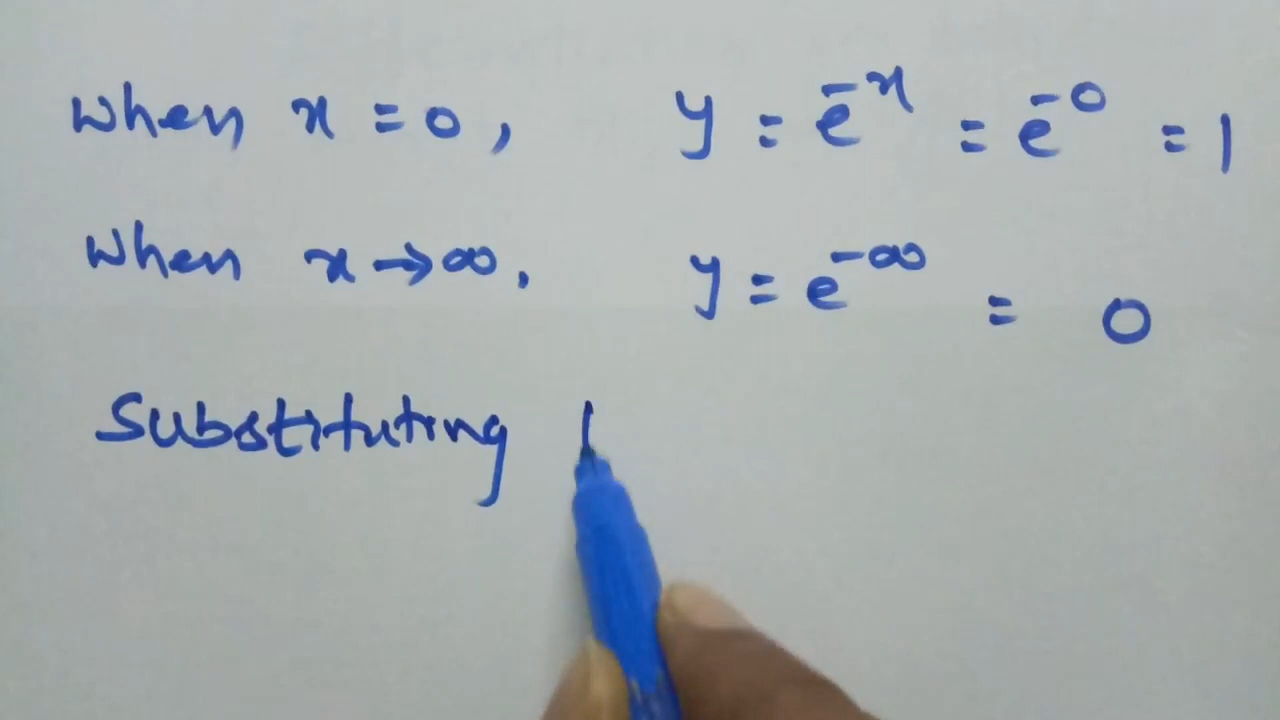 When x = 0, y = e⁻ˣ = e⁻⁰ = 1
When x → ∞, y = e^-∞ = 0
Substituting